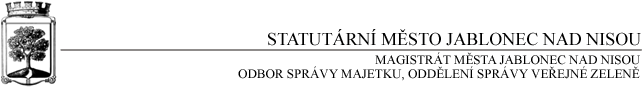 STATUTÁRNÍ MĚSTO JABLONEC NAD NISOU
MAGISTRÁT MĚSTA JABLONEC NAD NISOU
ODBOR SPRÁVY MAJETKU, ODDĚLENÍ SPRÁVY VEŘEJNÉ ZELENĚ